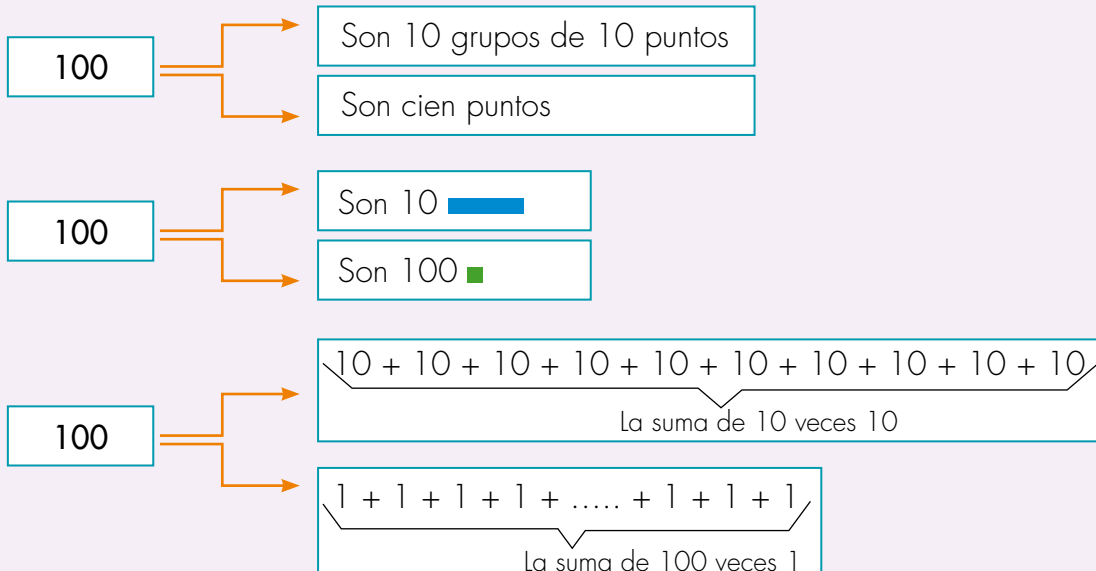 100
Son 10 grupos de 10 puntos
Son cien puntos
100
Son 10
Son 100
100
10 + 10 + 10 + 10 + 10 + 10 + 10 + 10 + 10 + 10
La suma de 10 veces 10
1 + 1 + 1 + 1 + ..... + 1 + 1 + 1
La suma de 100 veces 1